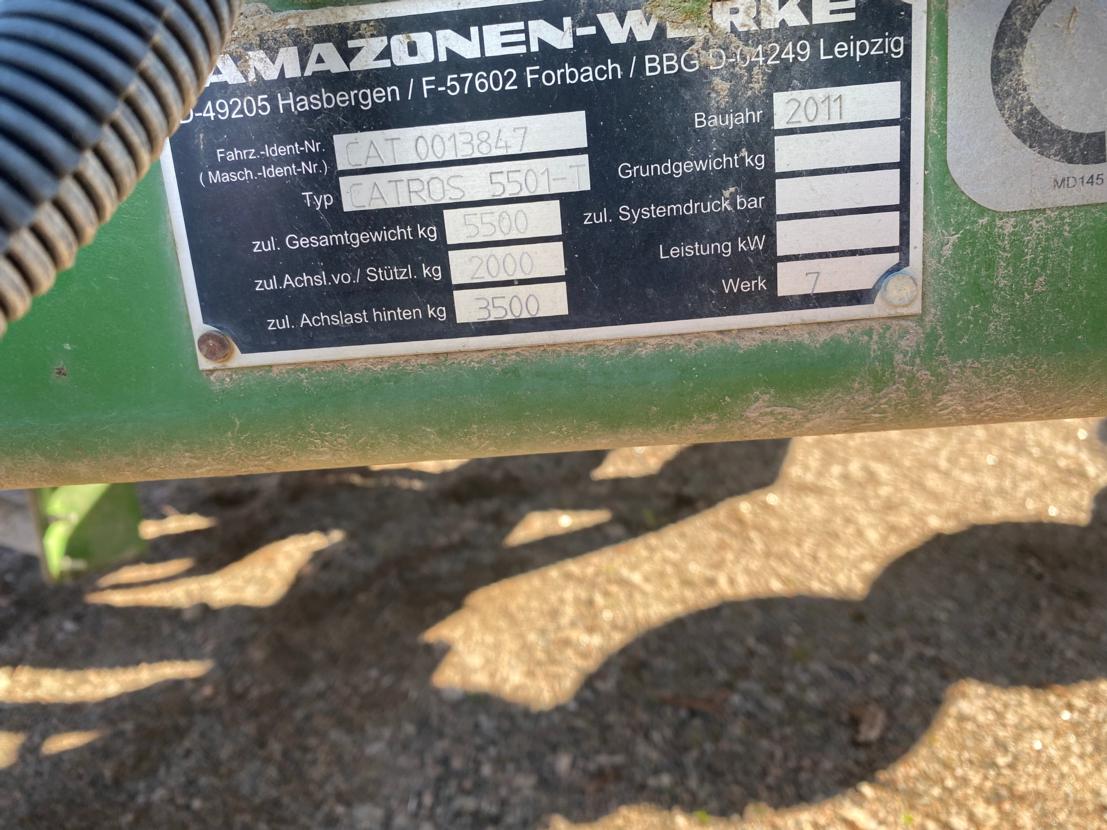 AMAZONEN-WERKE
D-49205 Hasbergen / F-57602 Forbach / BBG D-04249 Leipzig
Fahrz.-Ident-Nr. CAT 0013847
( Masch.-Ident-Nr.)
Typ CATROS 5501-T
zul. Gesamtgewicht kg 5500
zul.Achsl.vo./ Stützl. kg 2000
zul. Achslast hinten kg 3500
Baujahr 2011
Grundgewicht kg
zul. Systemdruck bar
Leistung kW
Werk 7
MD145